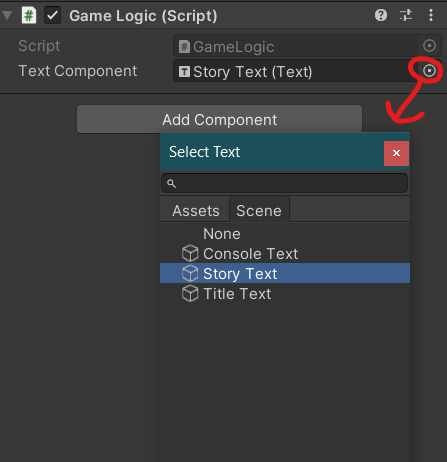 Game Logic (Script)
Script GameLogic
Text Component Story Text (Text)
Add Component
Select Text
Assets Scene
None
Console Text
Story Text
Title Text